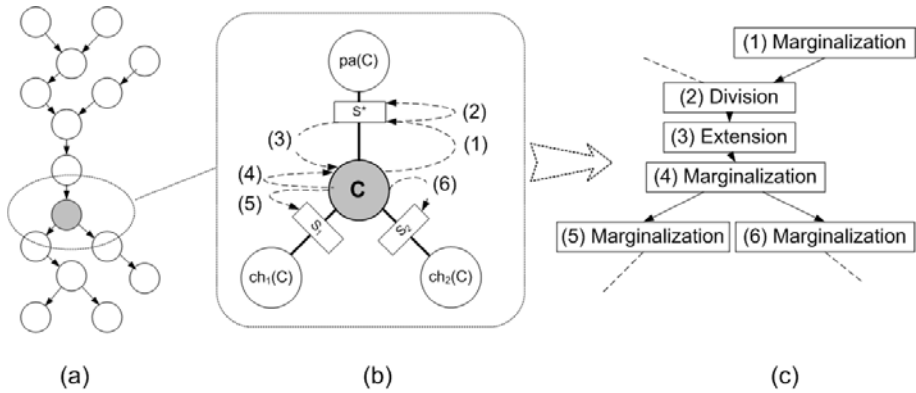 pa(C)
S*
(2)
(3)
(1)
(4)
C
(6)
(5)
S₁
S₂
ch₁(C)
ch₂(C)
(1) Marginalization
(2) Division
(3) Extension
(4) Marginalization
(5) Marginalization
(6) Marginalization
(a)
(b)
(c)